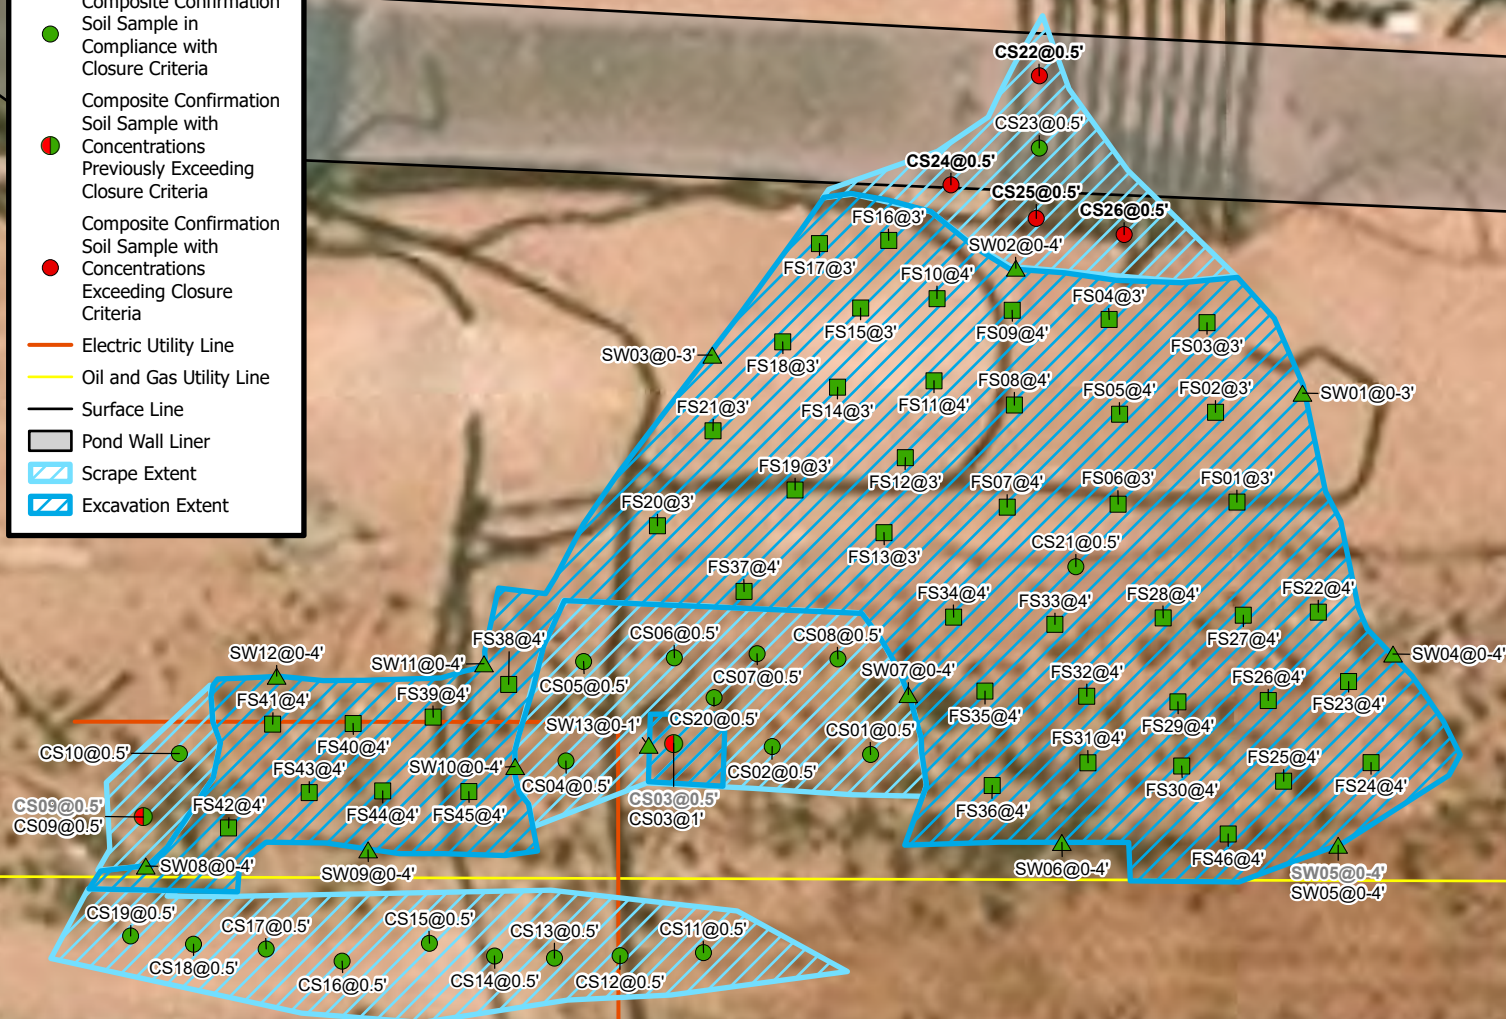 Composite Confirmation
Soil Sample in
Compliance with
Closure Criteria
Composite Confirmation
Soil Sample with
Concentrations
Previously Exceeding
Closure Criteria
Composite Confirmation
Soil Sample with
Concentrations
Exceeding Closure
Criteria
Electric Utility Line
Oil and Gas Utility Line
Surface Line
Pond Wall Liner
Scrape Extent
Excavation Extent
CS22@0.5'
CS23@0.5'
CS24@0.5'
CS25@0.5'
CS26@0.5'
FS16@3'
SW02@0-4'
FS17@3'
FS10@4'
FS04@3'
FS15@3'
FS09@4'
FS03@3'
SW03@0-3'
FS18@3'
FS08@4'
FS05@4'
FS02@3'
SW01@0-3'
FS21@3'
FS14@3'
FS11@4'
FS19@3'
FS12@3'
FS07@4'
FS06@3'
FS01@3'
FS20@3'
FS13@3'
CS21@0.5'
FS37@4'
FS34@4'
FS33@4'
FS28@4'
FS22@4'
FS27@4'
SW12@0-4'
SW11@0-4'
FS38@4'
CS06@0.5'
CS08@0.5'
SW04@0-4'
CS05@0.5'
CS07@0.5'
SW07@0-4'
FS32@4'
FS26@4'
FS41@4'
FS39@4'
FS23@4'
FS35@4'
SW13@0-1'
CS20@0.5'
CS01@0.5'
FS29@4'
CS10@0.5'
FS40@4'
FS31@4'
FS43@4'
SW10@0-4'
CS04@0.5'
CS02@0.5'
FS25@4'
FS30@4'
FS24@4'
CS09@0.5'
CS09@0.5'
FS42@4'
FS44@4'
FS45@4'
CS03@0.5'
CS03@1'
FS36@4'
SW08@0-4'
SW09@0-4'
SW06@0-4'
FS46@4'
SW05@0-4'
SW05@0-4'
CS19@0.5'
CS17@0.5'
CS15@0.5'
CS13@0.5'
CS11@0.5'
CS18@0.5'
CS16@0.5'
CS14@0.5'
CS12@0.5'